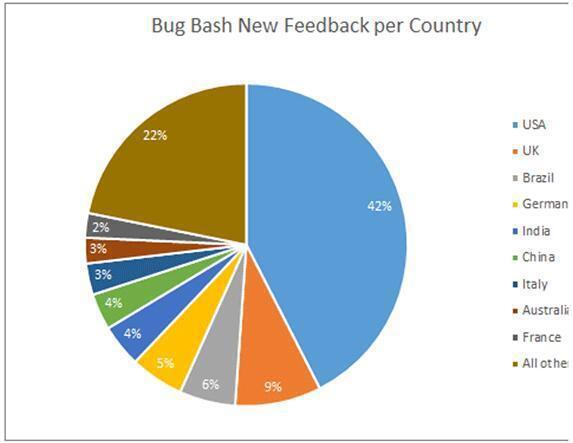 Bug Bash New Feedback per Country
22%
42%
2%
3%
3%
4%
4%
5%
6%
9%
USA
UK
Brazil
German
India
China
Italy
Australi
France
All othe